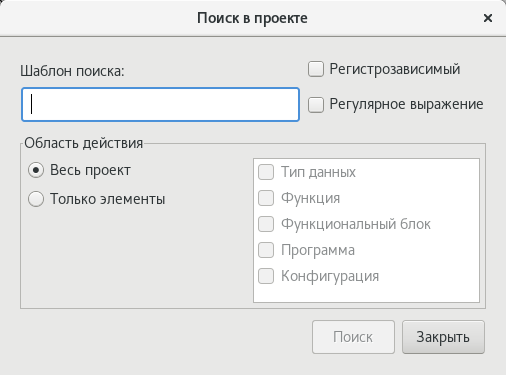 Поиск в проекте
Шаблон поиска:
Регистрозависимый
Регулярное выражение
Область действия
Весь проект
Только элементы
Тип данных
Функция
Функциональный блок
Программа
Конфигурация
Поиск
Закрыть